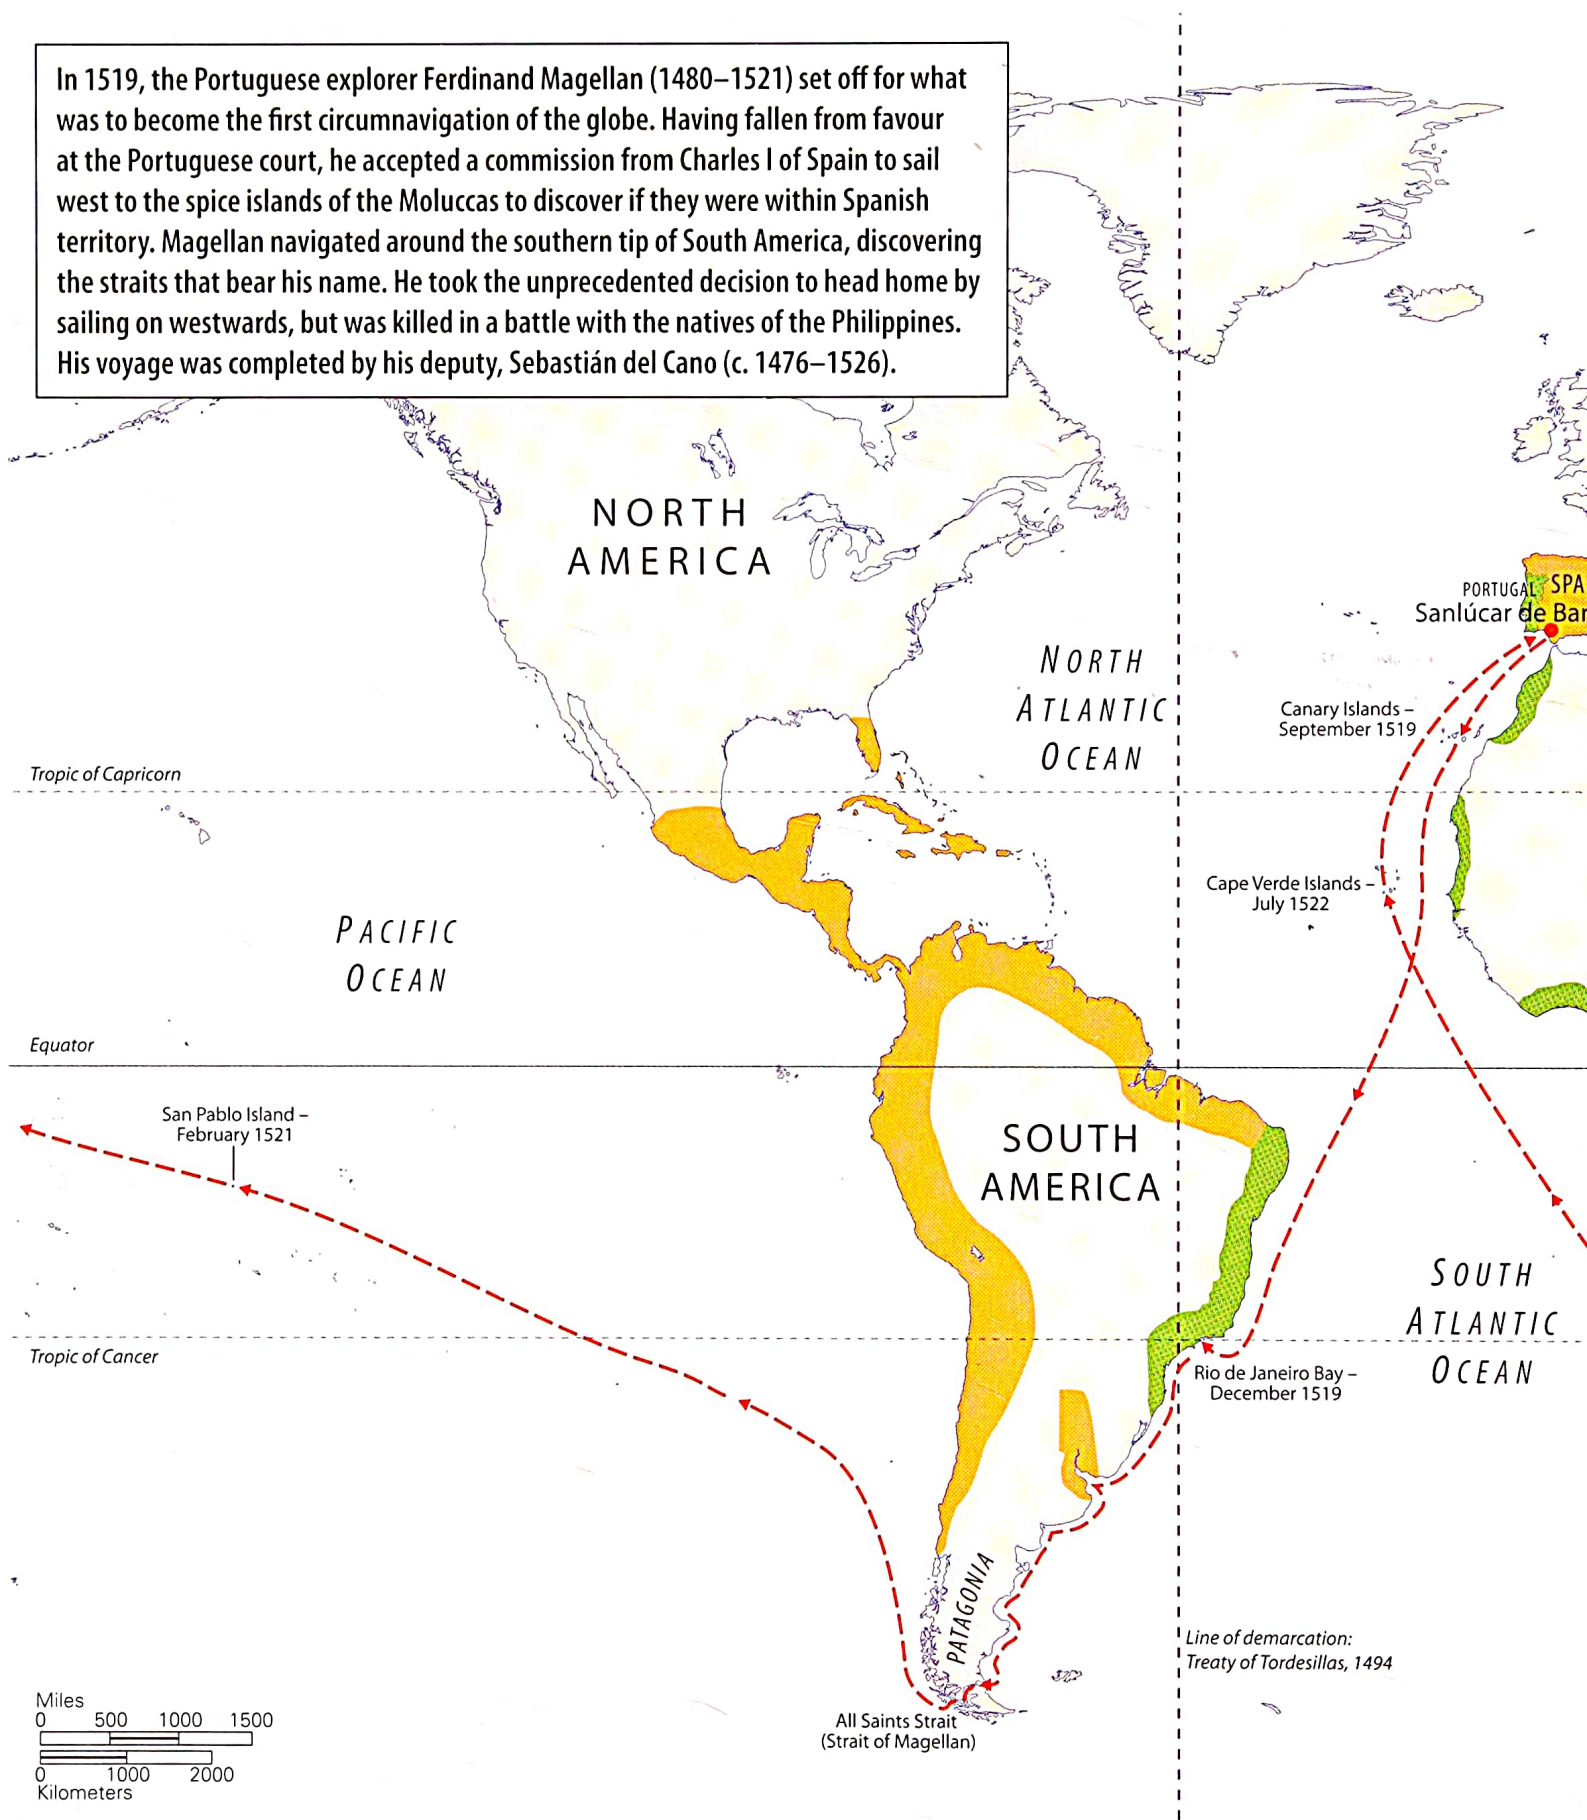 In 1519, the Portuguese explorer Ferdinand Magellan (1480–1521) set off for what
was to become the first circumnavigation of the globe. Having fallen from favour
at the Portuguese court, he accepted a commission from Charles I of Spain to sail
west to the spice islands of the Moluccas to discover if they were within Spanish
territory. Magellan navigated around the southern tip of South America, discovering
the straits that bear his name. He took the unprecedented decision to head home by
sailing on westwards, but was killed in a battle with the natives of the Philippines.
His voyage was completed by his deputy, Sebastián del Cano (c. 1476–1526).
NORTH
AMERICA
PORTUGAL
SPA
Sanlúcar de Bar
NORTH
ATLANTIC
OCEAN
Canary Islands –
September 1519
Tropic of Capricorn
Cape Verde Islands –
July 1522
PACIFIC
OCEAN
Equator
San Pablo Island –
February 1521
SOUTH
AMERICA
SOUTH
ATLANTIC
OCEAN
Tropic of Cancer
Rio de Janeiro Bay –
December 1519
PATAGONIA
Line of demarcation:
Treaty of Tordesillas, 1494
All Saints Strait
(Strait of Magellan)
Miles
0 500 1000 1500
0 1000 2000
Kilometers